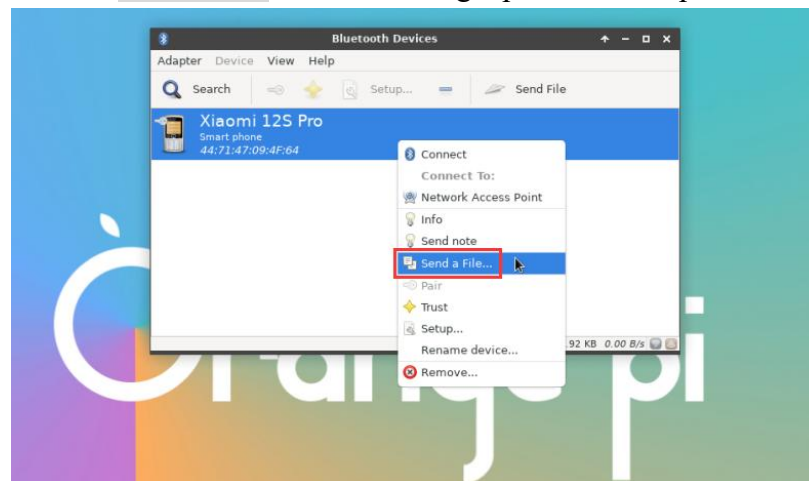 Bluetooth Devices
Adapter Device View Help
Search Setup... Send File
Xiaomi 12S Pro
Smart phone
44:71:47:09:4F:64
Connect
Connect To:
Network Access Point
Info
Send note
Send a File...
Pair
Trust
Setup...
Rename device...
Remove...
.92 KB 0.00 B/s
Orange pi